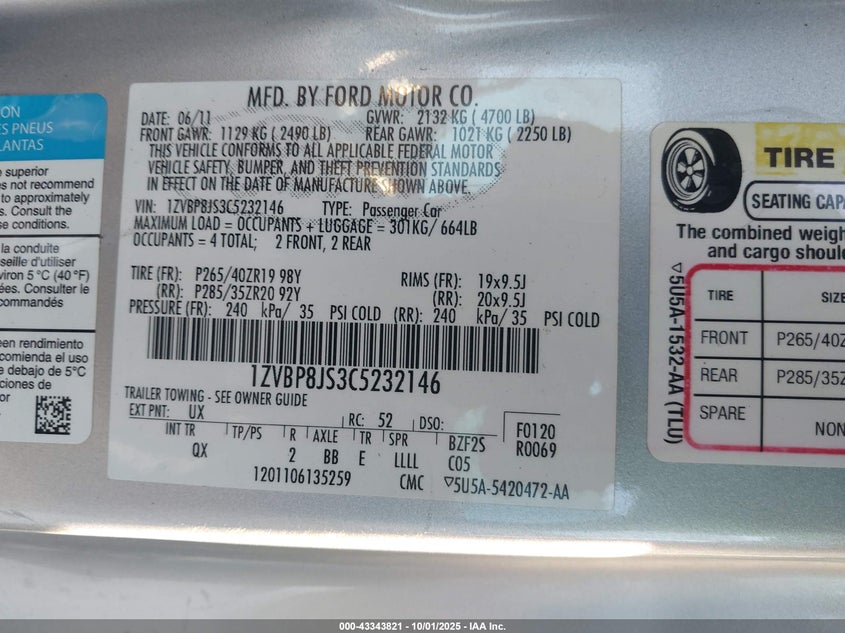 ON
ES PNEUS
LANTAS
e superior
es not recommend
to approximately
s. Consult the
la conduite
seille d'utiliser
viron 5 °C (40 °F)
ées. Consulter le
commandés
en rendimiento
comienda el uso
debajo de 5°C
MFD. BY FORD MOTOR CO.
DATE: 06/11 GVWR: 2132 KG ( 4700 LB)
FRONT GAWR: 1129 KG ( 2490 LB) REAR GAWR: 1021 KG ( 2250 LB)
THIS VEHICLE CONFORMS TO ALL APPLICABLE FEDERAL MOTOR
VEHICLE SAFETY, BUMPER, AND THEFT PREVENTION STANDARDS
IN EFFECT ON THE DATE OF MANUFACTURE SHOWN ABOVE.
VIN: 1ZVBP8JS3C5232146 TYPE: Passenger Car
MAXIMUM LOAD = OCCUPANTS + LUGGAGE = 301KG/ 664LB
OCCUPANTS = 4 TOTAL; 2 FRONT, 2 REAR
TIRE (FR): P265/40ZR19 98Y RIMS (FR): 19x9.5J
(RR): P285/35ZR20 92Y (RR): 20x9.5J
PRESSURE (FR): 240 kPa/ 35 PSI COLD (RR): 240 kPa/ 35 PSI COLD
1ZVBP8JS3C5232146
TRAILER TOWING - SEE OWNER GUIDE
EXT PNT: UX RC: 52 DSO: F0120
INT TR TP/PS R AXLE TR SPR BZF2S R0069
QX 2 BB E LLLL C05
1201106135259 CMC ▽5U5A-5420472-AA
TIRE
SEATING CAPA
The combined weigh
and cargo shoul
▽5U5A-1532-AA (TLU)
TIRE SIZE
FRONT P265/40Z
REAR P285/35Z
SPARE NON
000-43343821 - 10/01/2025 - IAA Inc.